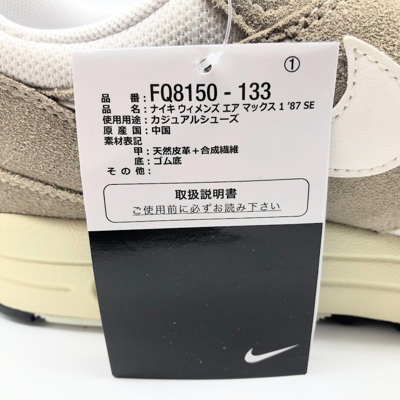 ①
品 番: FQ8150 - 133
品 名: ナイキ ウィメンズ エア マックス 1 '87 SE
使用用途: カジュアルシューズ
原 産 国: 中国
素材表記
甲: 天然皮革＋合成繊維
底: ゴム底
そ の 他:
取扱説明書
ご使用前に必ずお読み下さい